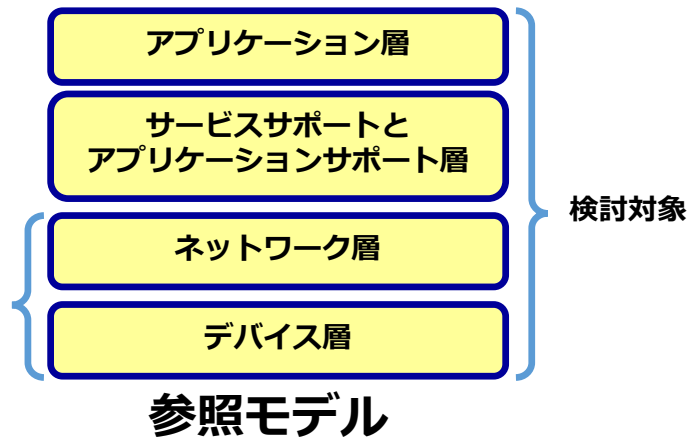 アプリケーション層
サービスサポートと
アプリケーションサポート層
ネットワーク層
デバイス層
検討対象
参照モデル